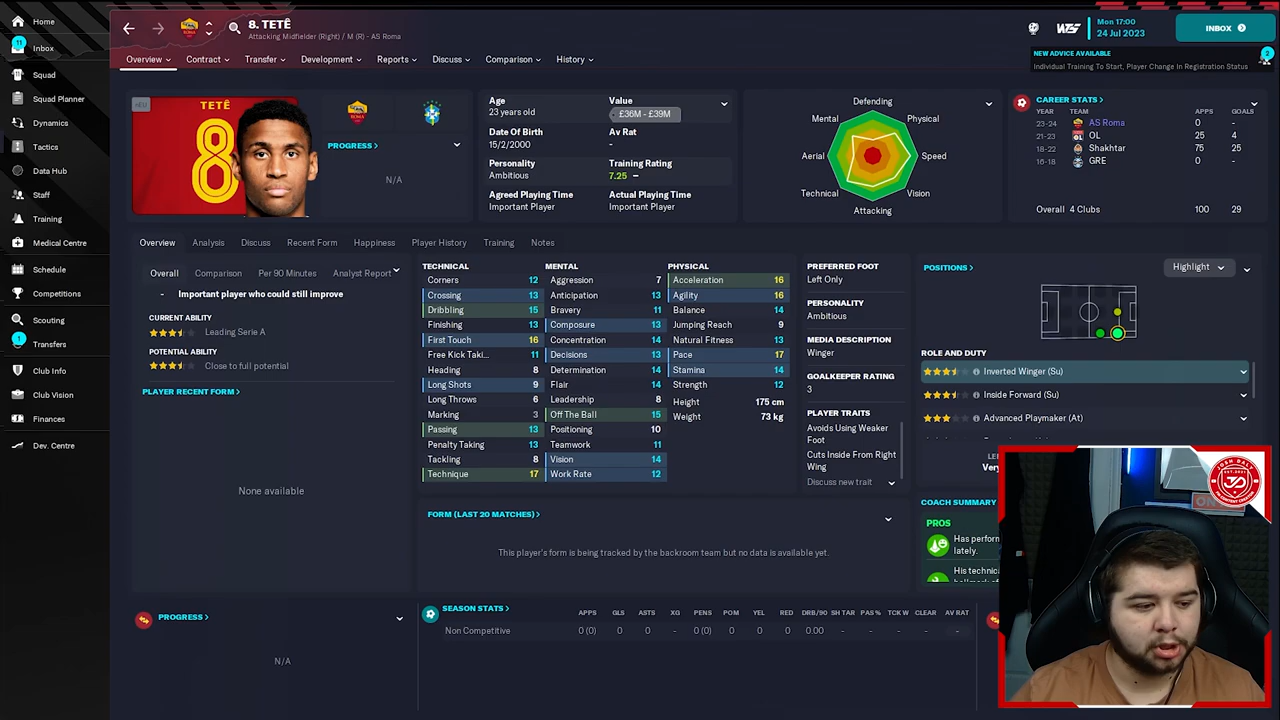 Home
11
Inbox
Squad
Squad Planner
Dynamics
Tactics
Data Hub
Staff
Training
Medical Centre
Schedule
Competitions
Scouting
1
Transfers
Club Info
Club Vision
Finances
Dev. Centre
8. TETÊ
Attacking Midfielder (Right) / M (R) - AS Roma
Mon 17:00
24 Jul 2023
INBOX
NEW ADVICE AVAILABLE
Individual Training To Start, Player Change In Registration Status
2
Overview
Contract
Transfer
Development
Reports
Discuss
Comparison
History
TETÊ
8
PROGRESS >
N/A
Age
23 years old
Value
£36M - £39M
Date Of Birth
15/2/2000
Av Rat
-
Personality
Ambitious
Training Rating
7.25 –
Agreed Playing Time
Important Player
Actual Playing Time
Important Player
Defending
Mental
Physical
Aerial
Speed
Technical
Vision
Attacking
CAREER STATS >
YEAR TEAM APPS GOALS
23-24 AS Roma 0 -
21-23 OL 25 4
18-22 Shakhtar 75 25
16-18 GRE 0 -
Overall 4 Clubs 100 29
Overview
Analysis
Discuss
Recent Form
Happiness
Player History
Training
Notes
Overall
Comparison
Per 90 Minutes
Analyst Report
- Important player who could still improve
CURRENT ABILITY
Leading Serie A
POTENTIAL ABILITY
Close to full potential
PLAYER RECENT FORM >
None available
TECHNICAL
Corners 12
Crossing 13
Dribbling 15
Finishing 13
First Touch 16
Free Kick Taki... 11
Heading 8
Long Shots 9
Long Throws 6
Marking 3
Passing 13
Penalty Taking 13
Tackling 8
Technique 17
MENTAL
Aggression 7
Anticipation 13
Bravery 11
Composure 13
Concentration 14
Decisions 13
Determination 14
Flair 14
Leadership 8
Off The Ball 15
Positioning 10
Teamwork 11
Vision 14
Work Rate 12
PHYSICAL
Acceleration 16
Agility 16
Balance 14
Jumping Reach 9
Natural Fitness 13
Pace 17
Stamina 14
Strength 12
Height 175 cm
Weight 73 kg
PREFERRED FOOT
Left Only
PERSONALITY
Ambitious
MEDIA DESCRIPTION
Winger
GOALKEEPER RATING
3
PLAYER TRAITS
Avoids Using Weaker
Foot
Cuts Inside From Right
Wing
Discuss new trait
POSITIONS >
Highlight
ROLE AND DUTY
Inverted Winger (Su)
Inside Forward (Su)
Advanced Playmaker (At)
COACH SUMMARY
PROS
Has perform
lately.
His technic
FORM (LAST 20 MATCHES) >
This player's form is being tracked by the backroom team but no data is available yet.
PROGRESS >
N/A
SEASON STATS >
APPS GLS ASTS XG PENS POM YEL RED DRB/90 SH TAR PAS % TCK W CLEAR AV RAT
Non Competitive 0 (0) 0 0 - 0 (0) 0 0 0 0.00 - - - - -
JOSH DALY